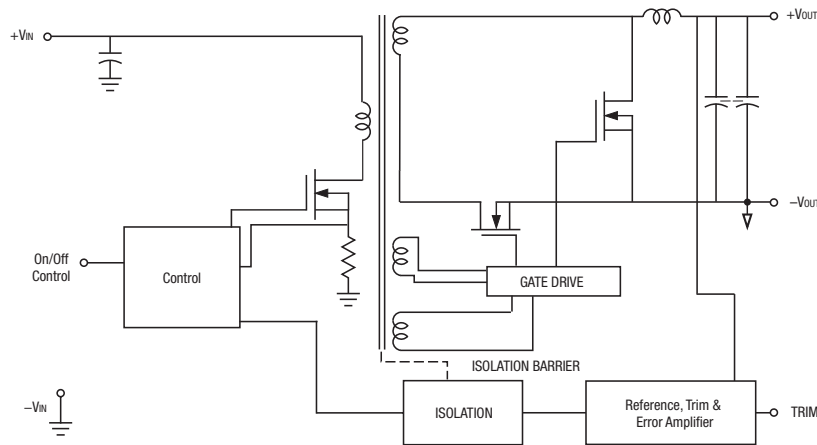 +VOUT
+VIN
−VOUT
On/Off
Control
Control
GATE DRIVE
ISOLATION BARRIER
−VIN
ISOLATION
Reference, Trim &
Error Amplifier
TRIM